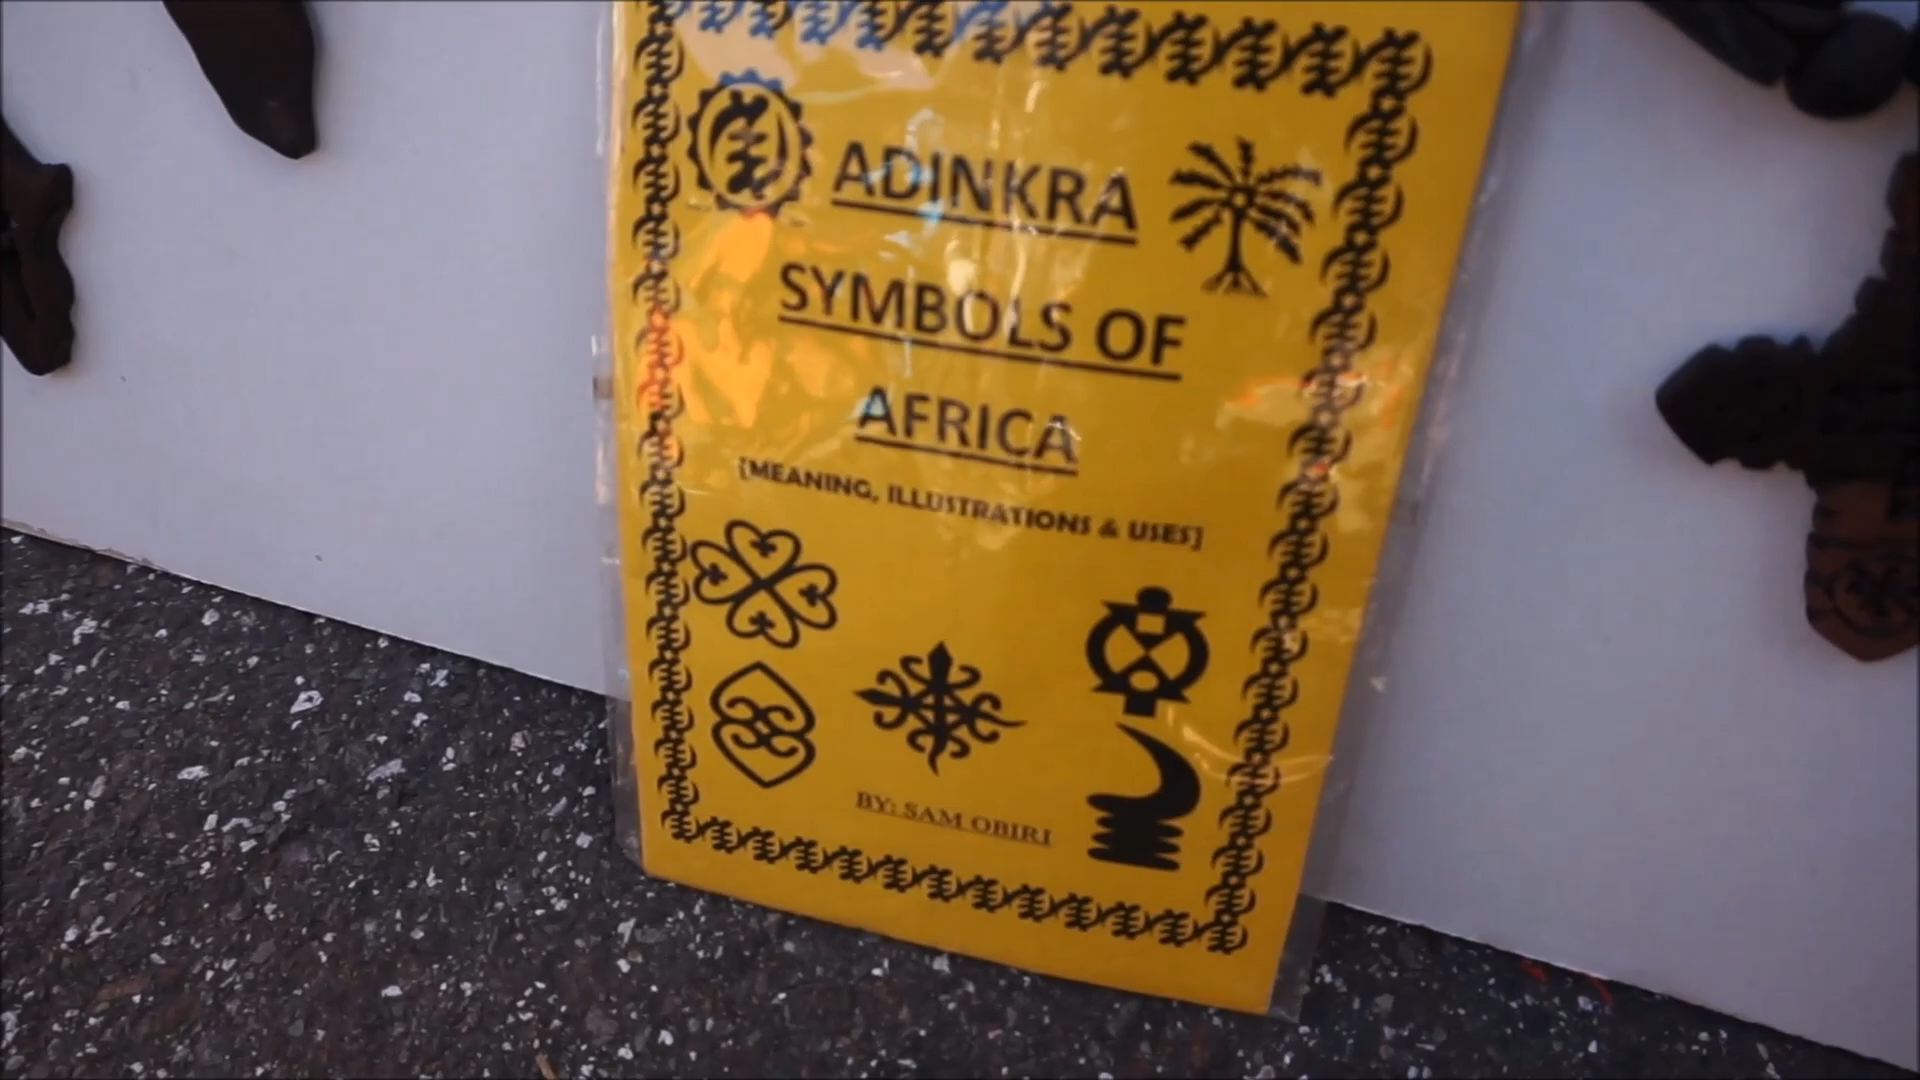 ADINKRA
SYMBOLS OF
AFRICA
[MEANING, ILLUSTRATIONS & USES]
BY: SAM OBIRI